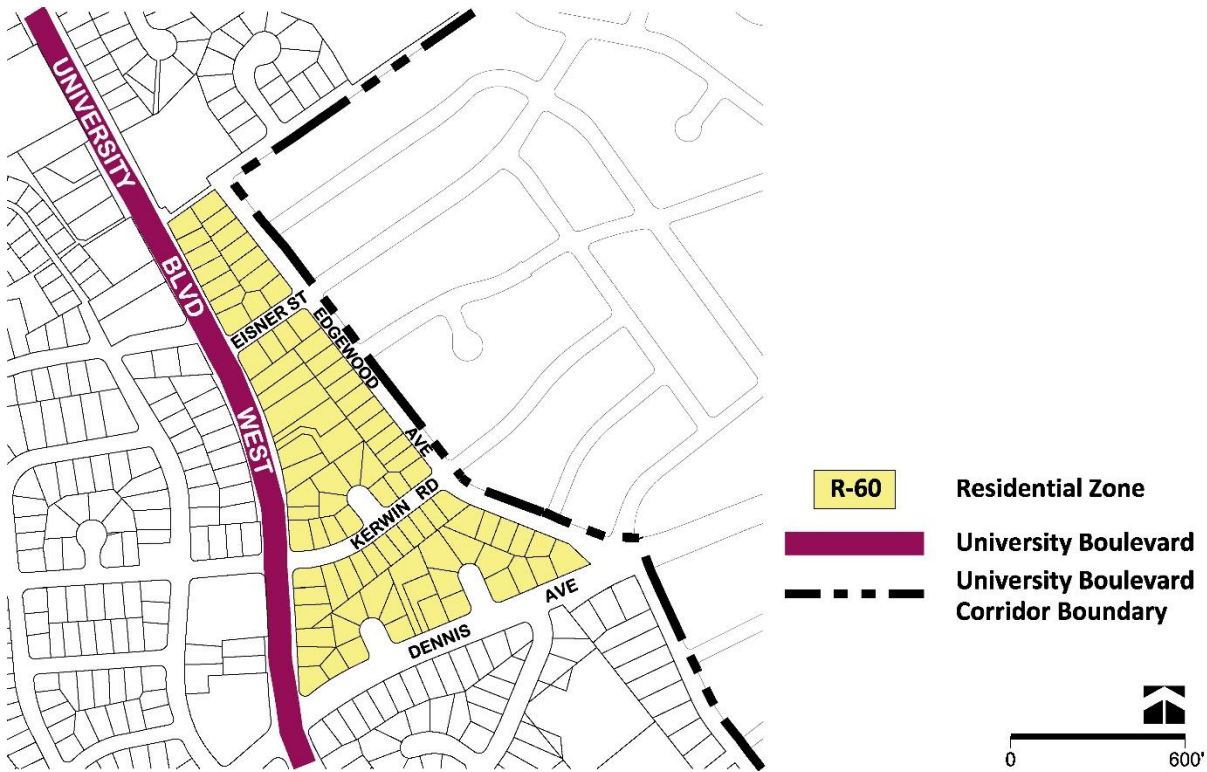 UNIVERSITY
BLVD
WEST
EISNER ST
EDGEWOOD
AVE
KERWIN RD
DENNIS
AVE
R-60
Residential Zone
University Boulevard
University Boulevard
Corridor Boundary
0
600'